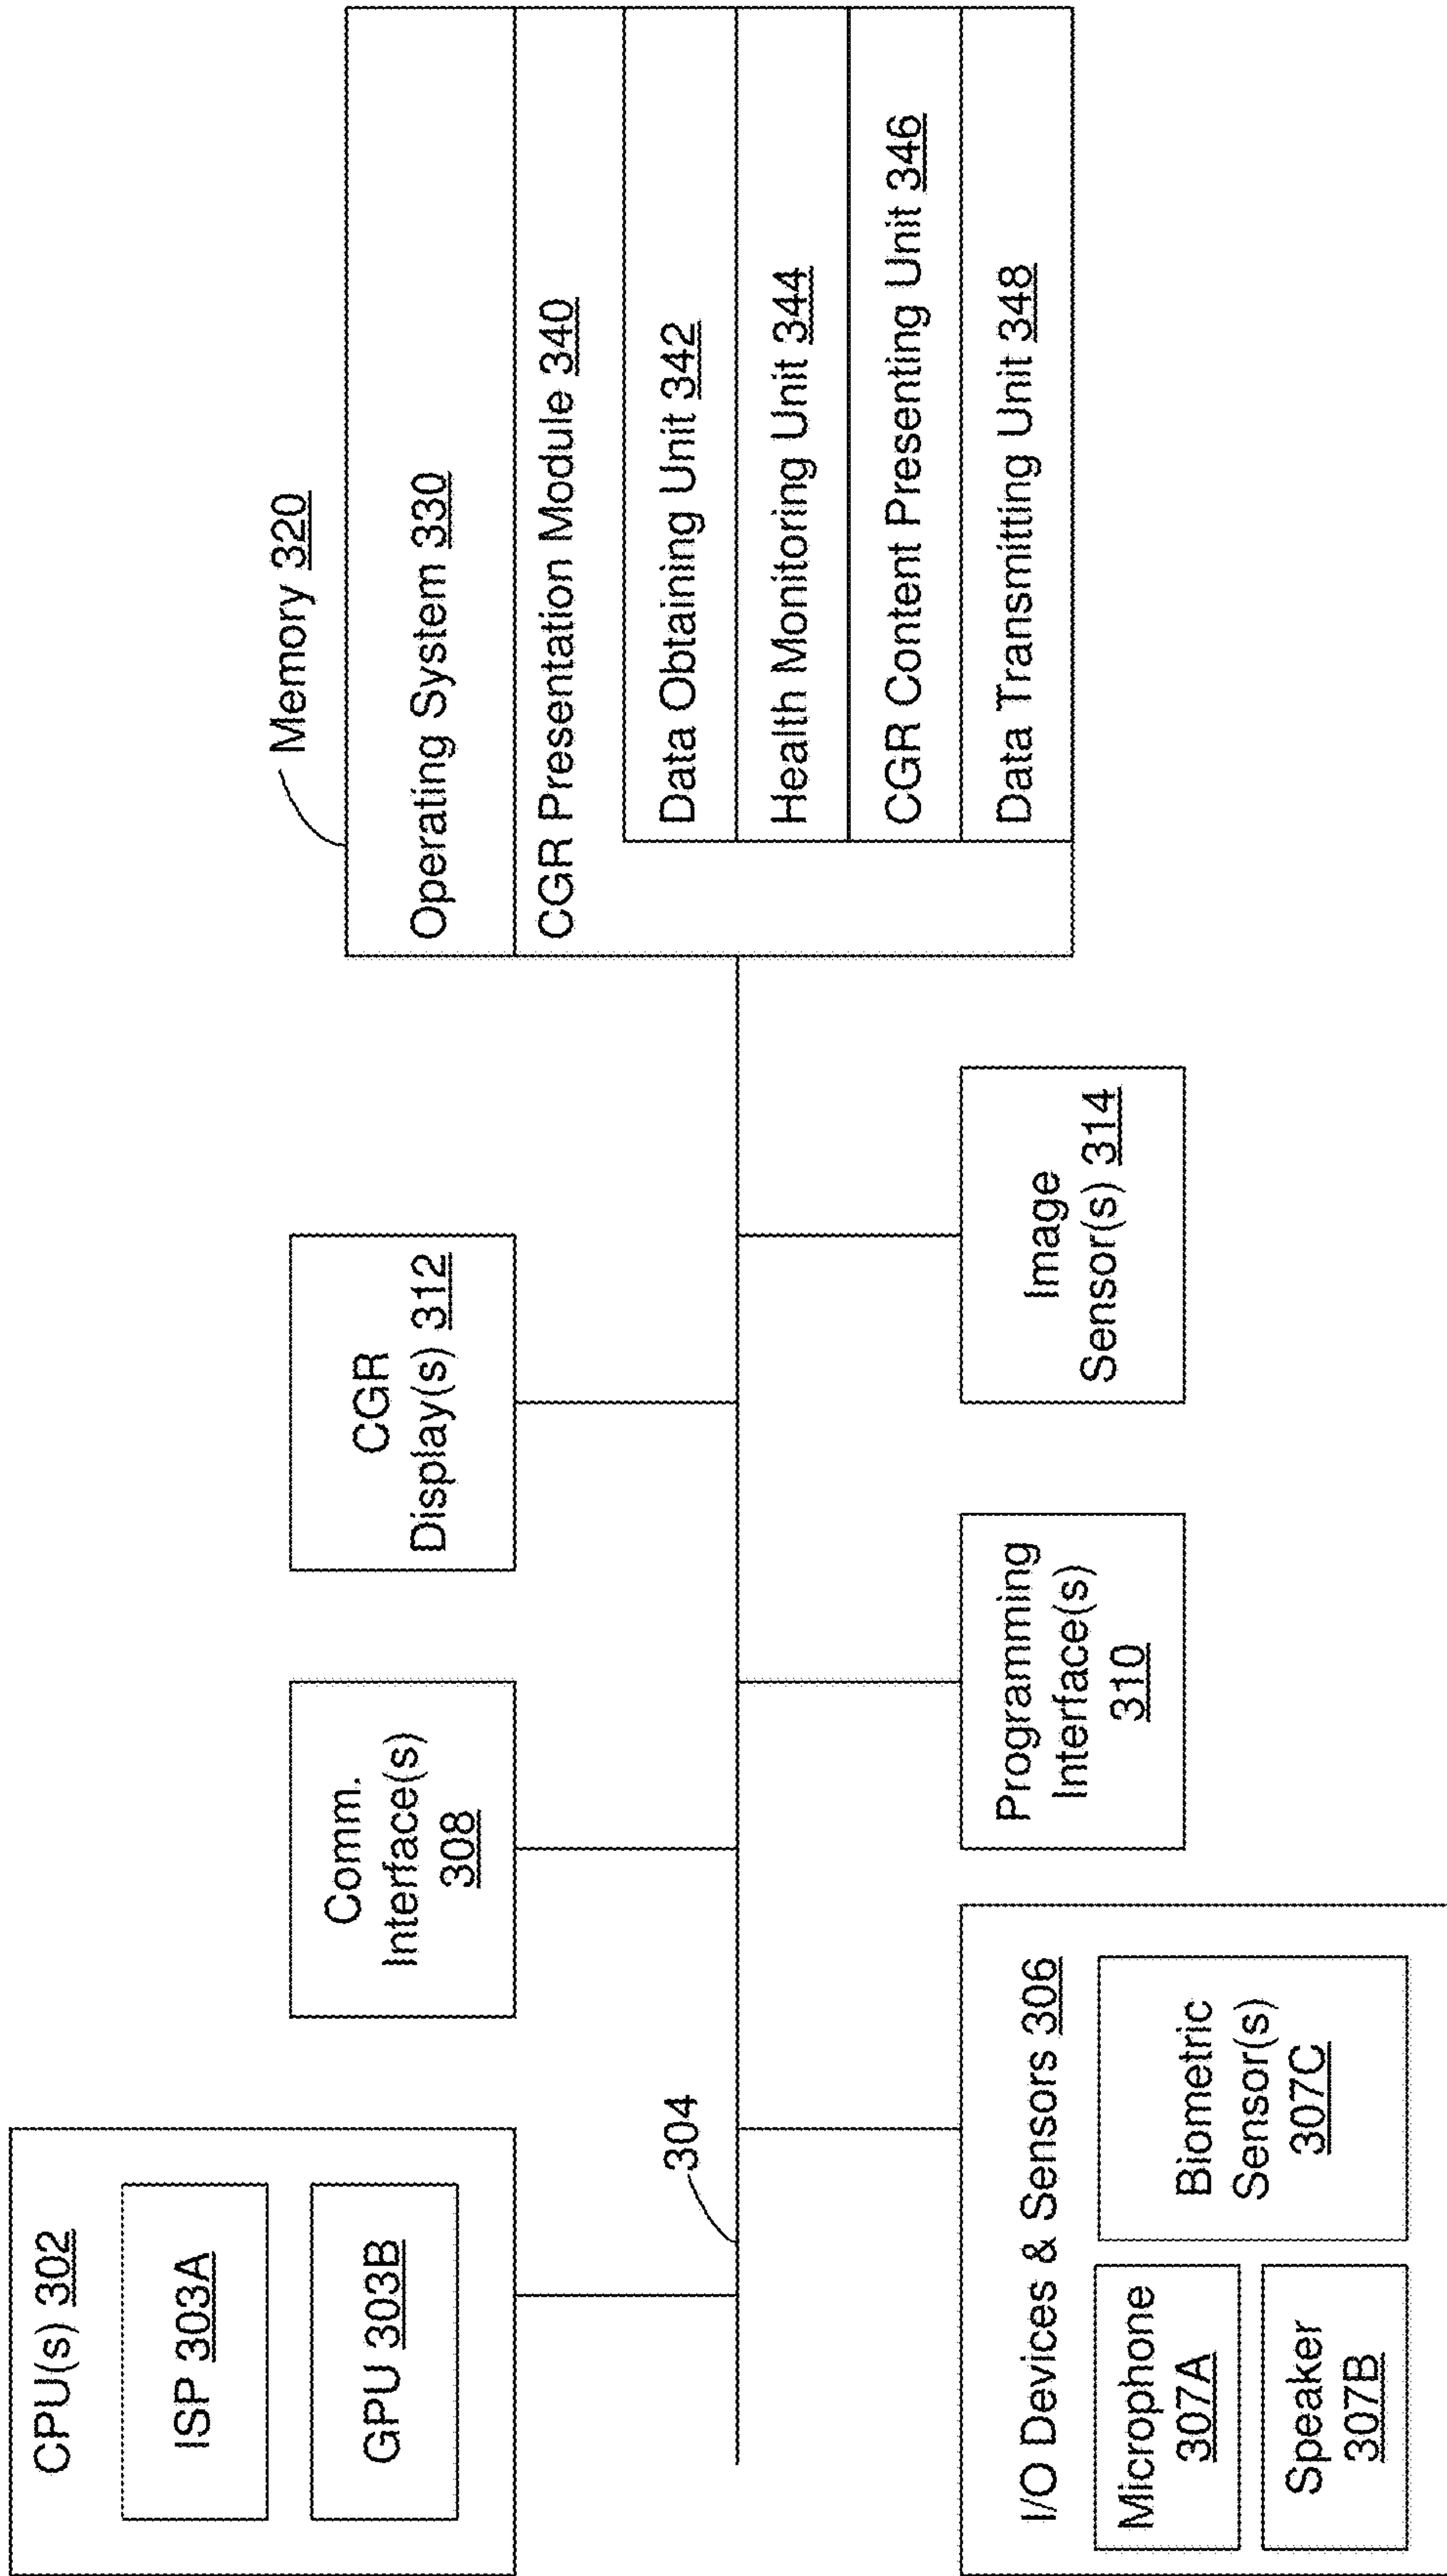 CPU(s) 302
ISP 303A
GPU 303B
Comm.
Interface(s)
308
CGR
Display(s) 312
Memory 320
Operating System 330
CGR Presentation Module 340
Data Obtaining Unit 342
Health Monitoring Unit 344
CGR Content Presenting Unit 346
Data Transmitting Unit 348
304
I/O Devices & Sensors 306
Microphone
307A
Speaker
307B
Biometric
Sensor(s)
307C
Programming
Interface(s)
310
Image
Sensor(s) 314